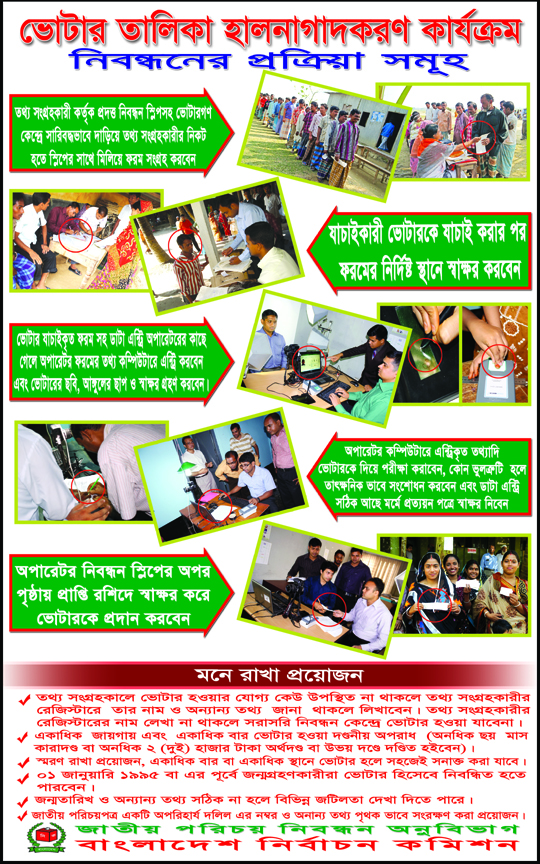 ভোটার তালিকা হালনাগাদকরণ কার্যক্রম
নিবন্ধনের প্রক্রিয়া সমূহ
তথ্য সংগ্রহকারী কর্তৃক প্রদত্ত নিবন্ধন স্লিপসহ ভোটারগণ
কেন্দ্রে সারিবদ্ধভাবে দাড়িয়ে তথ্য সংগ্রহকারীর নিকট
হতে স্লিপের সাথে মিলিয়ে ফরম সংগ্রহ করবেন
যাচাইকারী ভোটারকে যাচাই করার পর
ফরমের নির্দিষ্ট স্থানে স্বাক্ষর করবেন
ভোটার যাচাইকৃত ফরম সহ ডাটা এন্ট্রি অপারেটরের কাছে
গেলে অপারেটর ফরমের তথ্য কম্পিউটারে এন্ট্রি করবেন
এবং ভোটারের ছবি, আঙ্গুলের ছাপ ও স্বাক্ষর গ্রহণ করবেন।
অপারেটর কম্পিউটারে এন্ট্রিকৃত তথ্যাদি
ভোটারকে দিয়ে পরীক্ষা করাবেন, কোন ভুলত্রুটি হলে
তাৎক্ষনিক ভাবে সংশোধন করবেন এবং ডাটা এন্ট্রি
সঠিক আছে মর্মে প্রত্যয়ন পত্রে স্বাক্ষর নিবেন
অপারেটর নিবন্ধন স্লিপের অপর
পৃষ্ঠায় প্রাপ্তি রশিদে স্বাক্ষর করে
ভোটারকে প্রদান করবেন
মনে রাখা প্রয়োজন
তথ্য সংগ্রহকালে ভোটার হওয়ার যোগ্য কেউ উপস্থিত না থাকলে তথ্য সংগ্রহকারীর
রেজিস্টারে তার নাম ও অন্যান্য তথ্য জানা থাকলে লিখাবেন। তথ্য সংগ্রহকারীর
রেজিস্টারের নাম লেখা না থাকলে সরাসরি নিবন্ধন কেন্দ্রে ভোটার হওয়া যাবেনা।
একাধিক জায়গায় এবং একাধিক বার ভোটার হওয়া দণ্ডনীয় অপরাধ (অনধিক ছয় মাস
কারাদণ্ড বা অনধিক ২ (দুই) হাজার টাকা অর্থদণ্ড বা উভয় দণ্ডে দণ্ডিত হইবেন)।
স্মরণ রাখা প্রয়োজন, একাধিক বার বা একাধিক স্থানে ভোটার হলে সহজেই সনাক্ত করা যাবে।
০১ জানুয়ারি ১৯৯৫ বা এর পূর্বে জন্মগ্রহণকারীরা ভোটার হিসেবে নিবন্ধিত হতে
পারবেন।
জন্মতারিখ ও অন্যান্য তথ্য সঠিক না হলে বিভিন্ন জটিলতা দেখা দিতে পারে।
জাতীয় পরিচয়পত্র একটি অপরিহার্য দলিল এর নম্বর ও অনান্য তথ্য পৃথক ভাবে সংরক্ষণ করা প্রয়োজন।
জাতীয় পরিচয় নিবন্ধন অনুবিভাগ
বাংলাদেশ নির্বাচন কমিশন